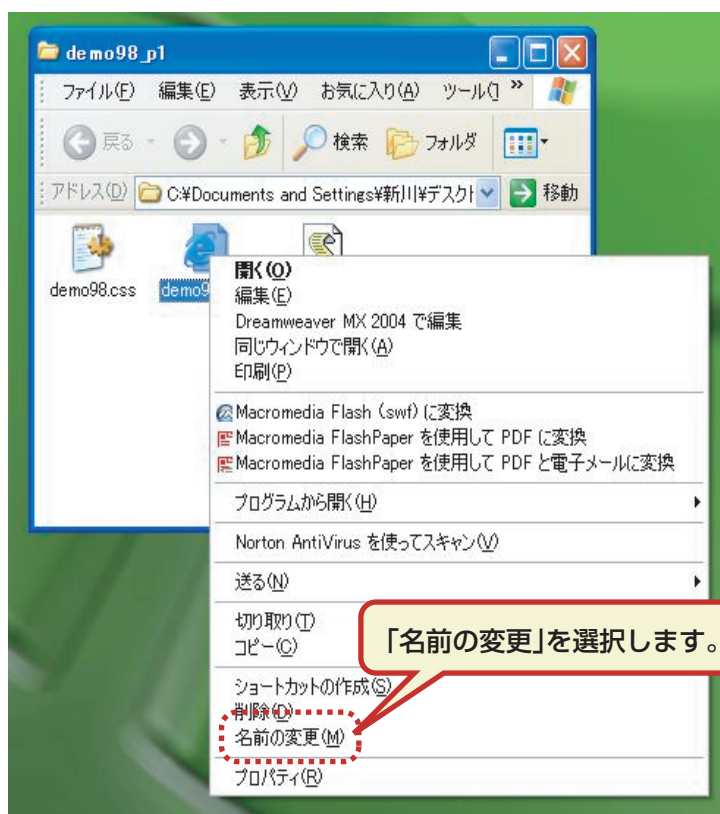 demo98_p1
ファイル(F) 編集(E) 表示(V) お気に入り(A) ツール(T »
戻る 検索 フォルダ
アドレス(D) C:¥Documents and Settings¥新川¥デスクト 移動
demo98.css demo9
開く(O)
編集(E)
Dreamweaver MX 2004 で編集
同じウィンドウで開く(A)
印刷(P)
Macromedia Flash (swf) に変換
Macromedia FlashPaper を使用して PDF に変換
Macromedia FlashPaper を使用して PDF と電子メールに変換
プログラムから開く(H)
Norton AntiVirus を使ってスキャン(V)
送る(N)
切り取り(T)
コピー(C)
「名前の変更」を選択します。
ショートカットの作成(S)
削除(D)
名前の変更(M)
プロパティ(R)